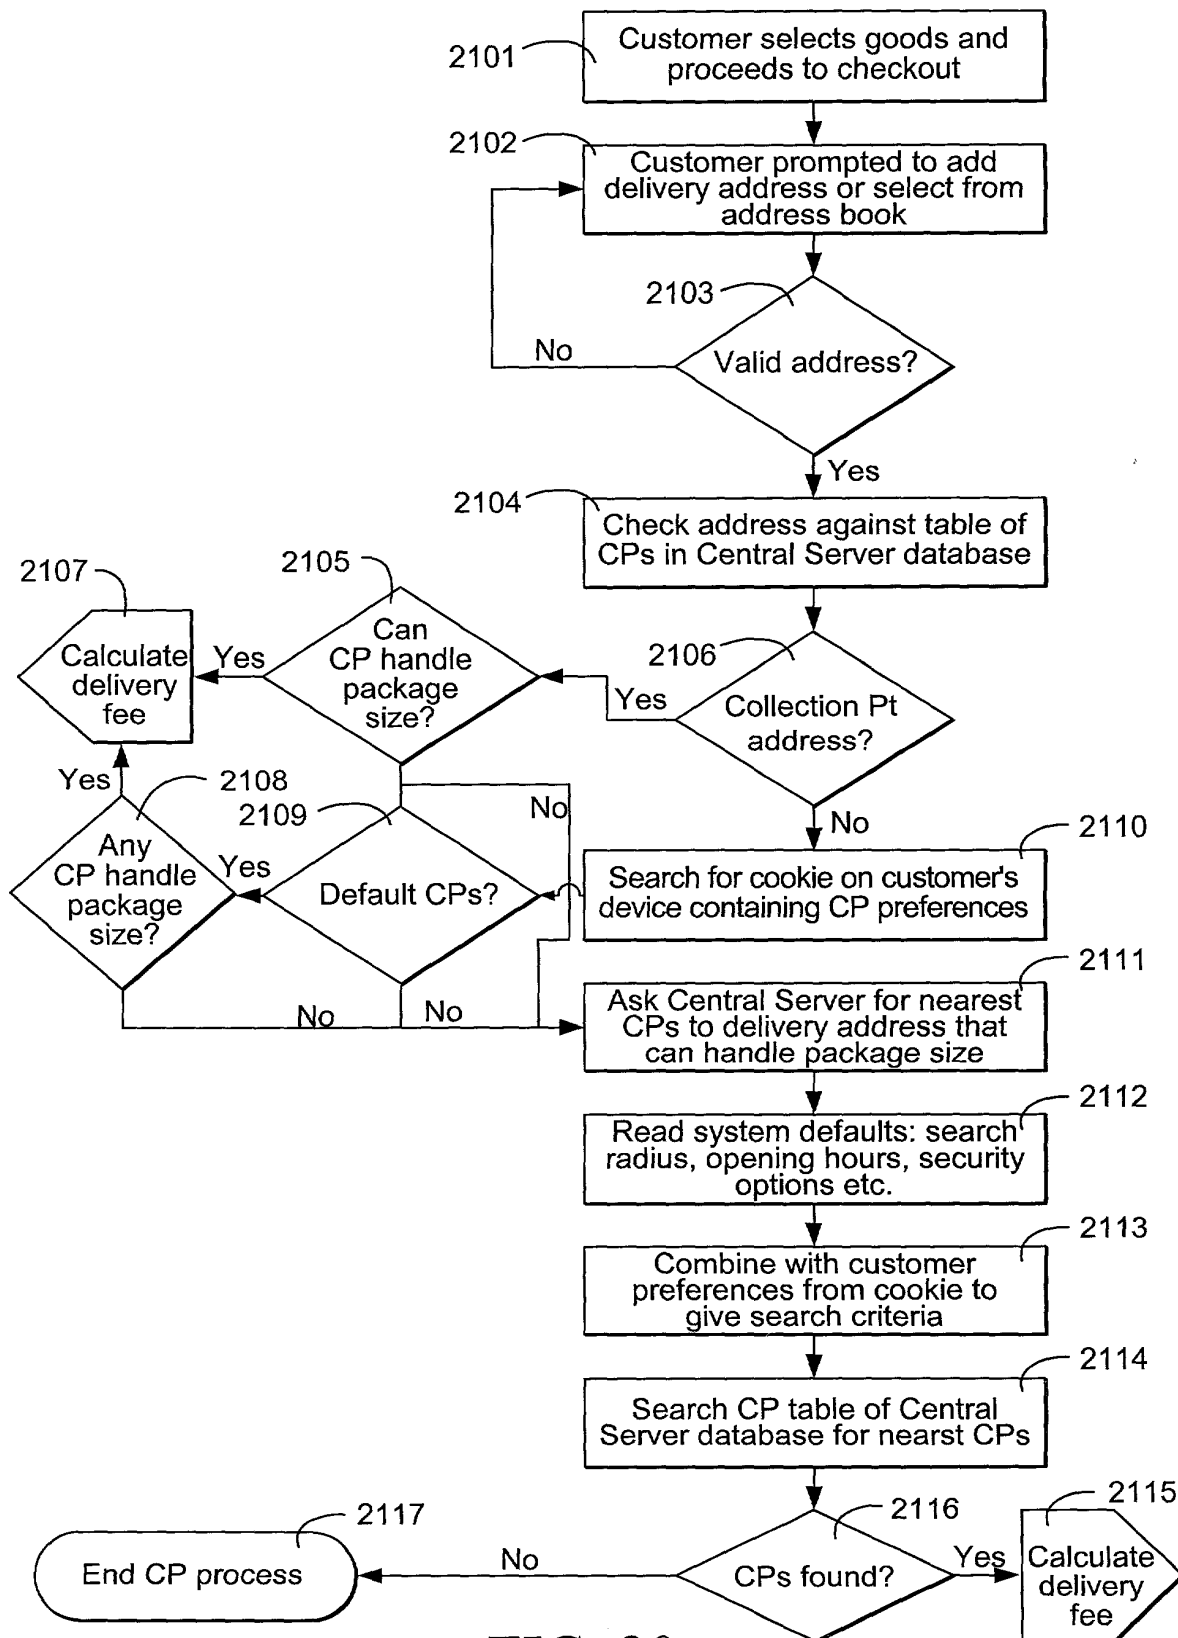 2101
Customer selects goods and
proceeds to checkout
2102
Customer prompted to add
delivery address or select from
address book
2103
Valid address?
No
Yes
2104
Check address against table of
CPs in Central Server database
2107
Calculate
delivery
fee
Yes
2105
Can
CP handle
package
size?
Yes
2106
Collection Pt
address?
No
Yes
2108
Any
CP handle
package
size?
Yes
2109
Default CPs?
No
2110
Search for cookie on customer's
device containing CP preferences
No
No
2111
Ask Central Server for nearest
CPs to delivery address that
can handle package size
2112
Read system defaults: search
radius, opening hours, security
options etc.
2113
Combine with customer
preferences from cookie to
give search criteria
2114
Search CP table of Central
Server database for nearst CPs
2117
End CP process
No
2116
CPs found?
Yes
2115
Calculate
delivery
fee